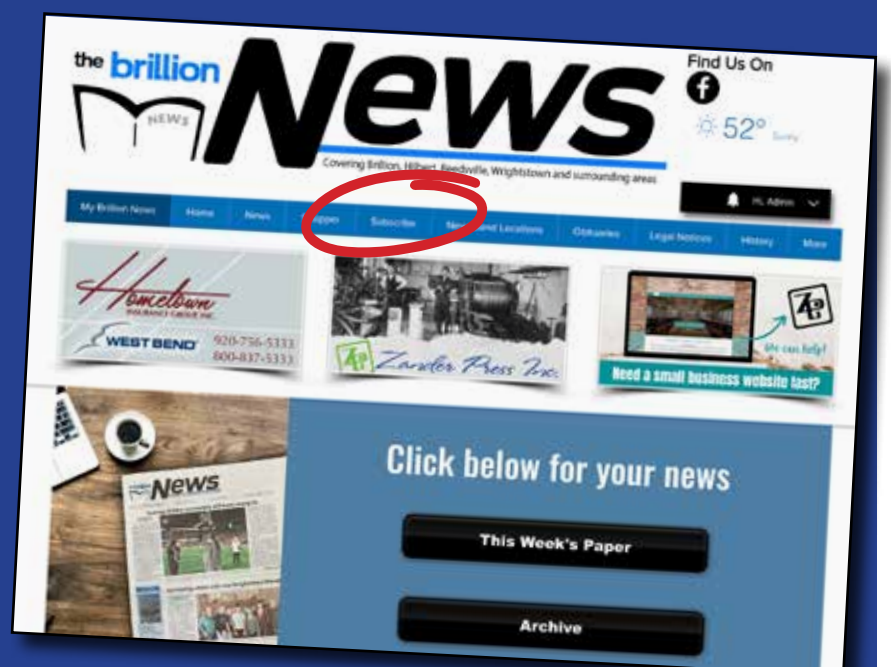 the brillion
News
NEWS
Find Us On
52° Sunny
Covering Brillion, Hilbert, Reedsville, Wrightstown and surrounding areas
Hi, Admin
My Brillion News Home News Subscribe Locations Obituaries Legal Notices History More
Hometown
INSURANCE GROUP INC.
WEST BEND
920-756-5333
800-837-5333
Zander Press Inc.
We can help!
Need a small business website fast?
News
Click below for your news
This Week's Paper
Archive